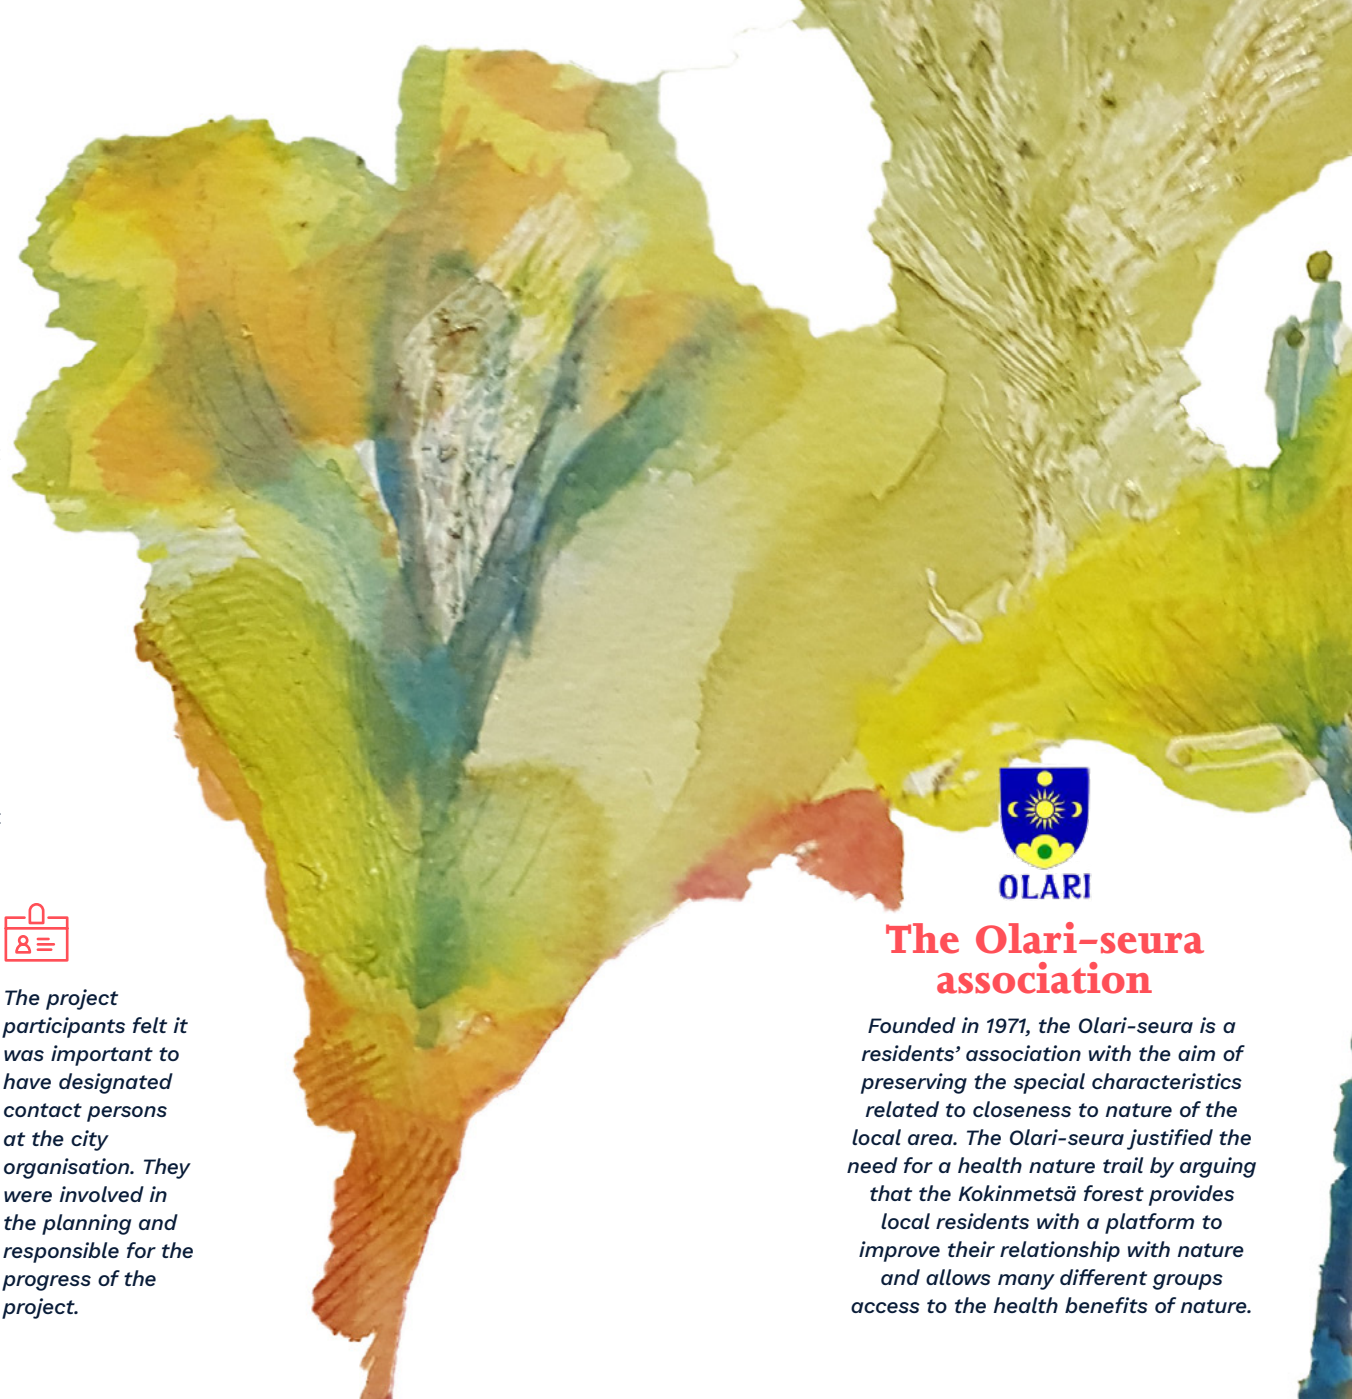 The project
participants felt it
was important to
have designated
contact persons
at the city
organisation. They
were involved in
the planning and
responsible for the
progress of the
project.
OLARI
The Olari-seura
association
Founded in 1971, the Olari-seura is a
residents’ association with the aim of
preserving the special characteristics
related to closeness to nature of the
local area. The Olari-seura justified the
need for a health nature trail by arguing
that the Kokinmetsä forest provides
local residents with a platform to
improve their relationship with nature
and allows many different groups
access to the health benefits of nature.